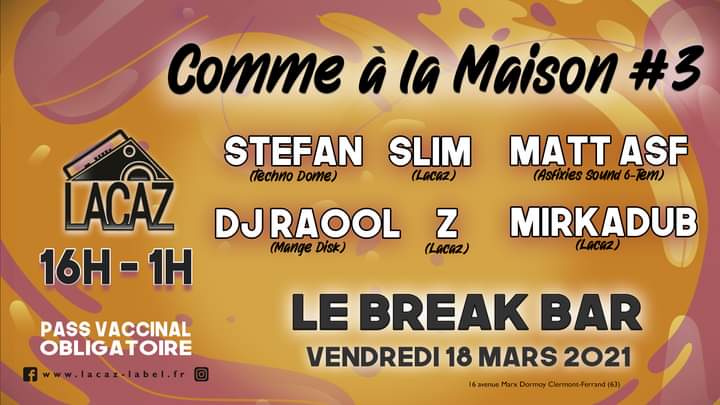 Comme à la Maison #3
STEFAN SLIM MATT ASF
(Techno Dome) (Lacaz) (Asfixies Sound 6-Tem)
LACAZ
DJ RAOOL Z MIRKADUB
(Mange Disk) (Lacaz) (Lacaz)
16H - 1H
LE BREAK BAR
PASS VACCINAL
OBLIGATOIRE
VENDREDI 18 MARS 2021
www.lacaz-label.fr
16 avenue Marx Dormoy Clermont-Ferrand (63)